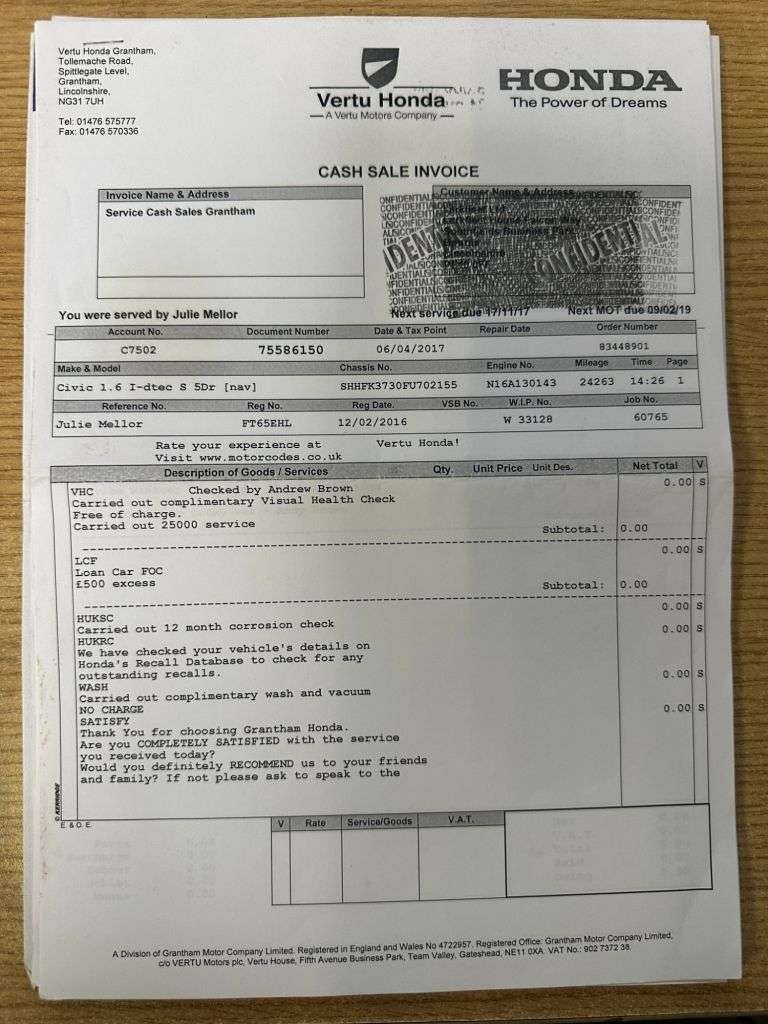 Vertu Honda Grantham,
Tollemache Road,
Spittlegate Level,
Grantham,
Lincolnshire,
NG31 7UH
Tel: 01476 575777
Fax: 01476 570336
Vertu Honda
A Vertu Motors Company
HONDA
The Power of Dreams
CASH SALE INVOICE
Invoice Name & Address
Service Cash Sales Grantham
Customer Name & Address
CONFIDENTIAL
You were served by Julie Mellor
Next service due 17/11/17 Next MOT due 09/02/19
Account No. Document Number Date & Tax Point Repair Date Order Number
C7502 75586150 06/04/2017 83448901
Make & Model Chassis No. Engine No. Mileage Time Page
Civic 1.6 I-dtec S 5Dr [nav] SHHFK3730FU702155 N16A130143 24263 14:26 1
Reference No. Reg No. Reg Date. VSB No. W.I.P. No. Job No.
Julie Mellor FT65EHL 12/02/2016 W 33128 60765
Rate your experience at Vertu Honda!
Visit www.motorcodes.co.uk
Description of Goods / Services Qty. Unit Price Unit Des. Net Total V
VHC Checked by Andrew Brown 0.00 S
Carried out complimentary Visual Health Check
Free of charge.
Carried out 25000 service Subtotal: 0.00
LCF 0.00 S
Loan Car FOC
£500 excess Subtotal: 0.00
HUKSC 0.00 S
Carried out 12 month corrosion check
HUKRC 0.00 S
We have checked your vehicle's details on
Honda's Recall Database to check for any
outstanding recalls.
WASH 0.00 S
Carried out complimentary wash and vacuum
NO CHARGE
SATISFY 0.00 S
Thank You for choosing Grantham Honda.
Are you COMPLETELY SATISFIED with the service
you received today?
Would you definitely RECOMMEND us to your friends
and family? If not please ask to speak to the
© KERRIDGE
E. & O. E.
V Rate Service/Goods V.A.T.
A Division of Grantham Motor Company Limited. Registered in England and Wales No 4722957. Registered Office: Grantham Motor Company Limited,
c/o VERTU Motors plc, Vertu House, Fifth Avenue Business Park, Team Valley, Gateshead, NE11 0XA. VAT No.: 902 7372 38.